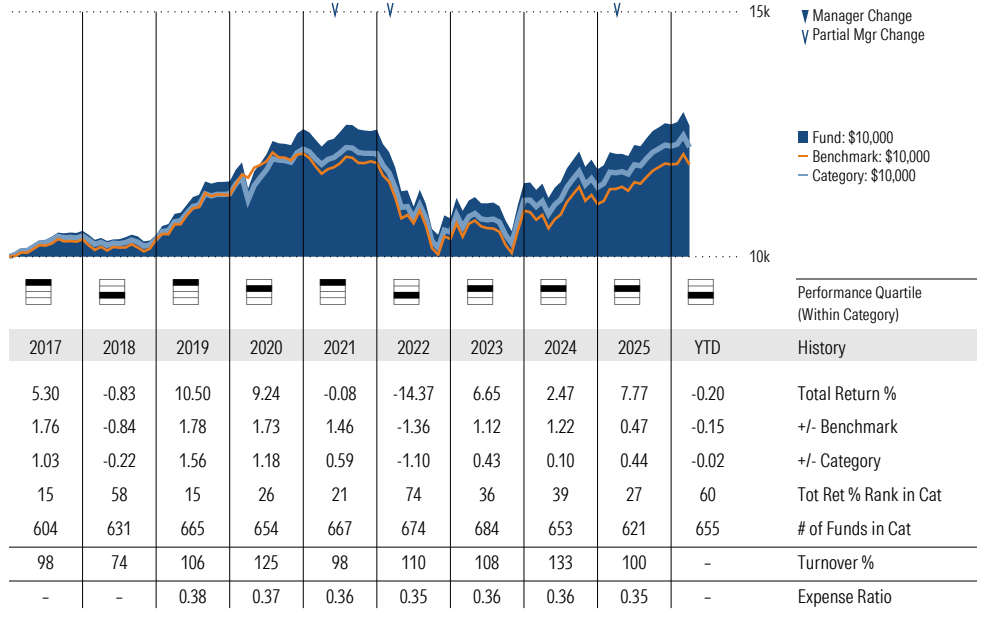 15k
Manager Change
Partial Mgr Change
Fund: $10,000
Benchmark: $10,000
Category: $10,000
10k
Performance Quartile
(Within Category)
2017 2018 2019 2020 2021 2022 2023 2024 2025 YTD History
5.30 -0.83 10.50 9.24 -0.08 -14.37 6.65 2.47 7.77 -0.20 Total Return %
1.76 -0.84 1.78 1.73 1.46 -1.36 1.12 1.22 0.47 -0.15 +/- Benchmark
1.03 -0.22 1.56 1.18 0.59 -1.10 0.43 0.10 0.44 -0.02 +/- Category
15 58 15 26 21 74 36 39 27 60 Tot Ret % Rank in Cat
604 631 665 654 667 674 684 653 621 655 # of Funds in Cat
98 74 106 125 98 110 108 133 100 – Turnover %
– – 0.38 0.37 0.36 0.35 0.36 0.36 0.35 – Expense Ratio